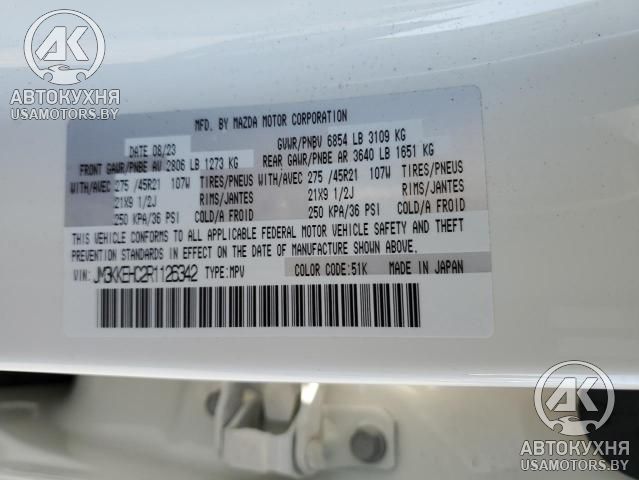 АК
АВТОКУХНЯ
USAMOTORS.BY
MFD. BY MAZDA MOTOR CORPORATION
DATE 08/23 GVWR/PNBV 6854 LB 3109 KG
FRONT GAWR/PNBE AV 2806 LB 1273 KG REAR GAWR/PNBE AR 3640 LB 1651 KG
WITH/AVEC 275 /45R21 107W TIRES/PNEUS WITH/AVEC 275 /45R21 107W TIRES/PNEUS
21X9 1/2J RIMS/JANTES 21X9 1/2J RIMS/JANTES
250 KPA/36 PSI COLD/A FROID 250 KPA/36 PSI COLD/A FROID
THIS VEHICLE CONFORMS TO ALL APPLICABLE FEDERAL MOTOR VEHICLE SAFETY AND THEFT
PREVENTION STANDARDS IN EFFECT ON THE DATE OF MANUFACTURE SHOWN ABOVE.
VIN: JM3KKEHC2R1126342 TYPE: MPV COLOR CODE: 51K MADE IN JAPAN
АК
АВТОКУХНЯ
USAMOTORS.BY